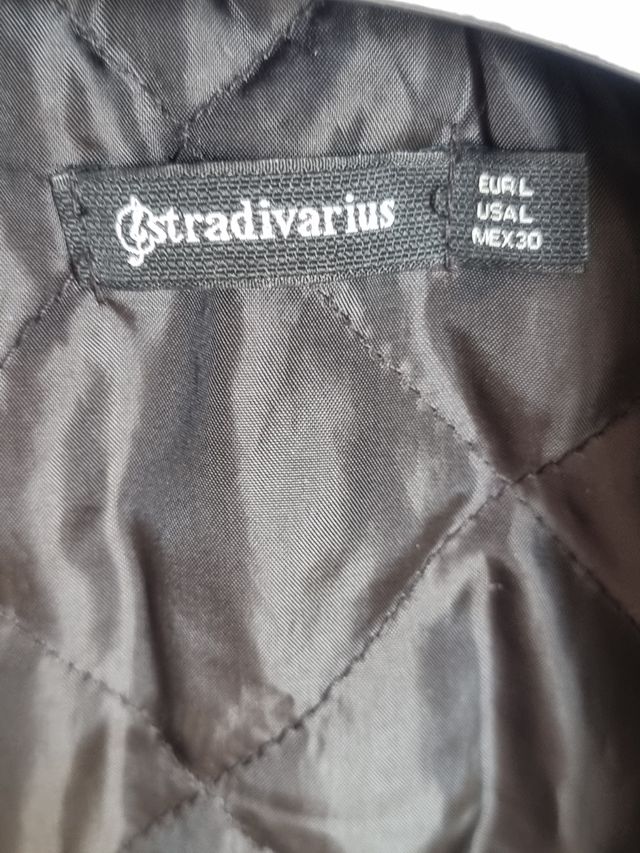 stradivarius
EUR L
USA L
MEX 30